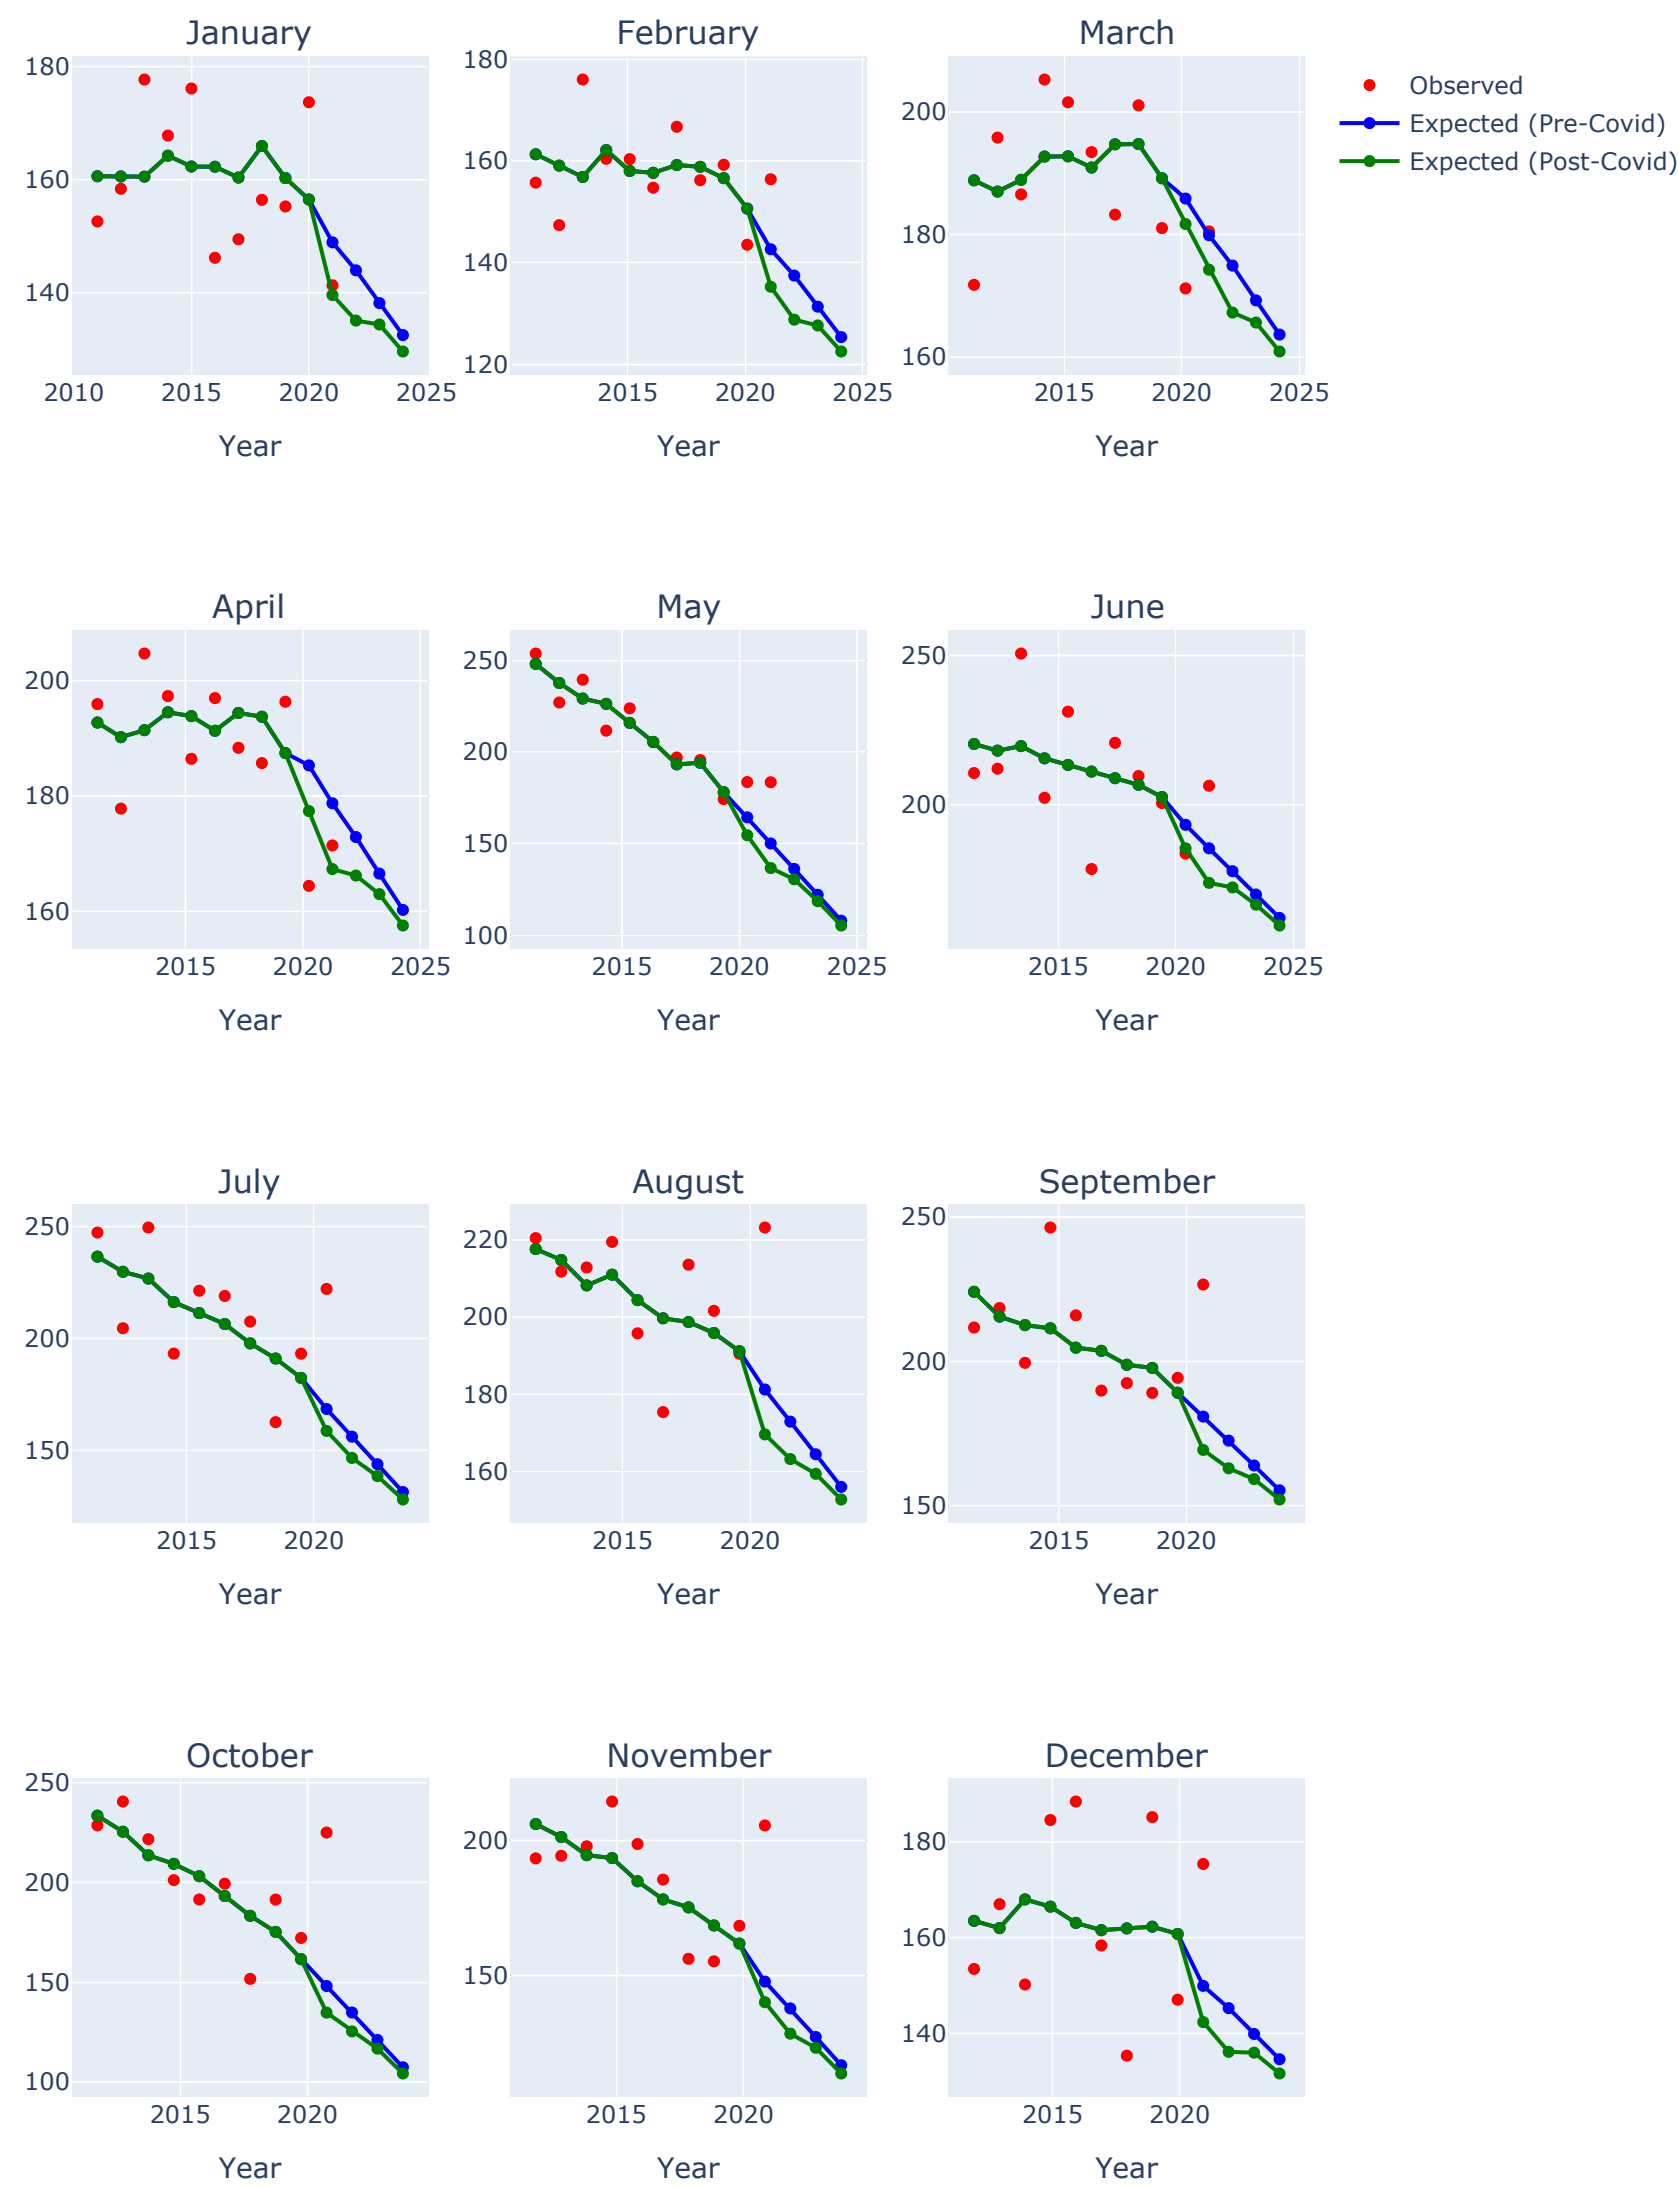 January
February
March
180
160
140
2010
2015
2020
2025
Year
180
160
140
120
2015
2020
2025
Year
200
180
160
2015
2020
2025
Year
Observed
Expected (Pre-Covid)
Expected (Post-Covid)
April
May
June
200
180
160
2015
2020
2025
Year
250
200
150
100
2015
2020
2025
Year
250
200
2015
2020
2025
Year
July
August
September
250
200
150
2015
2020
Year
220
200
180
160
2015
2020
Year
250
200
150
2015
2020
Year
October
November
December
250
200
150
100
2015
2020
Year
200
150
2015
2020
Year
180
160
140
2015
2020
Year